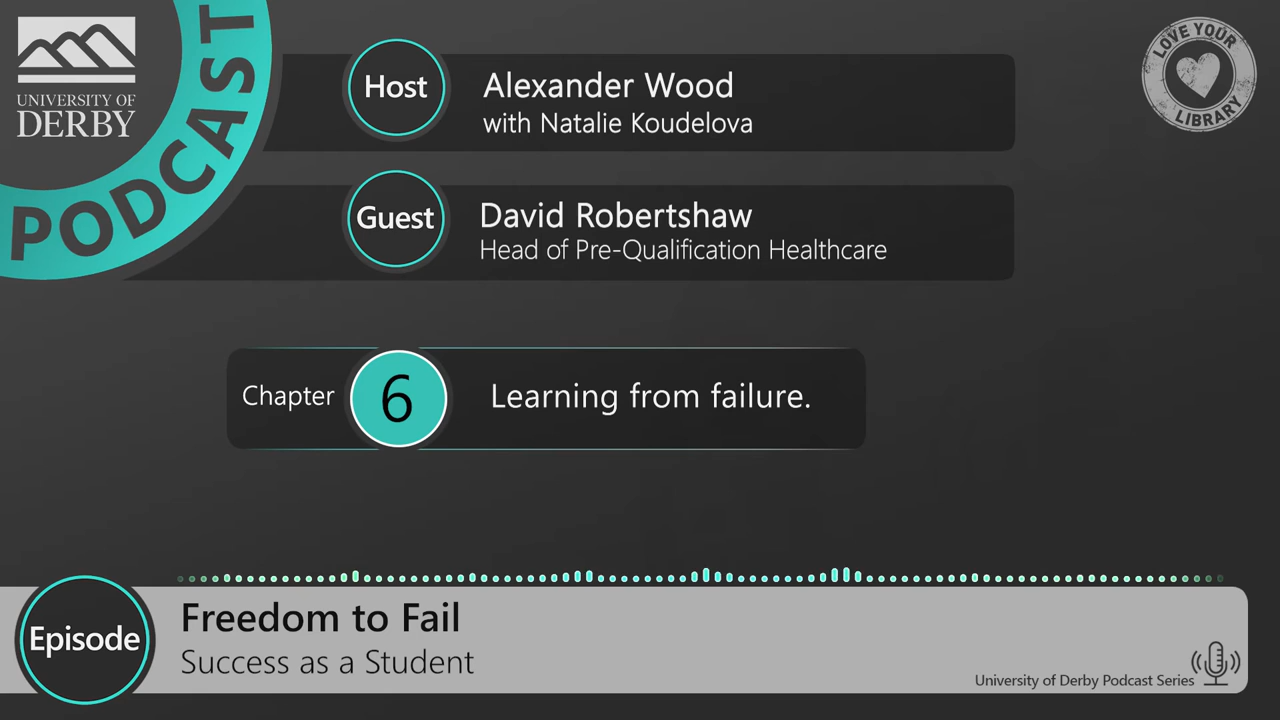 UNIVERSITY OF
DERBY
PODCAST
LOVE YOUR
LIBRARY
Host
Alexander Wood
with Natalie Koudelova
Guest
David Robertshaw
Head of Pre-Qualification Healthcare
Chapter
6
Learning from failure.
Episode
Freedom to Fail
Success as a Student
University of Derby Podcast Series